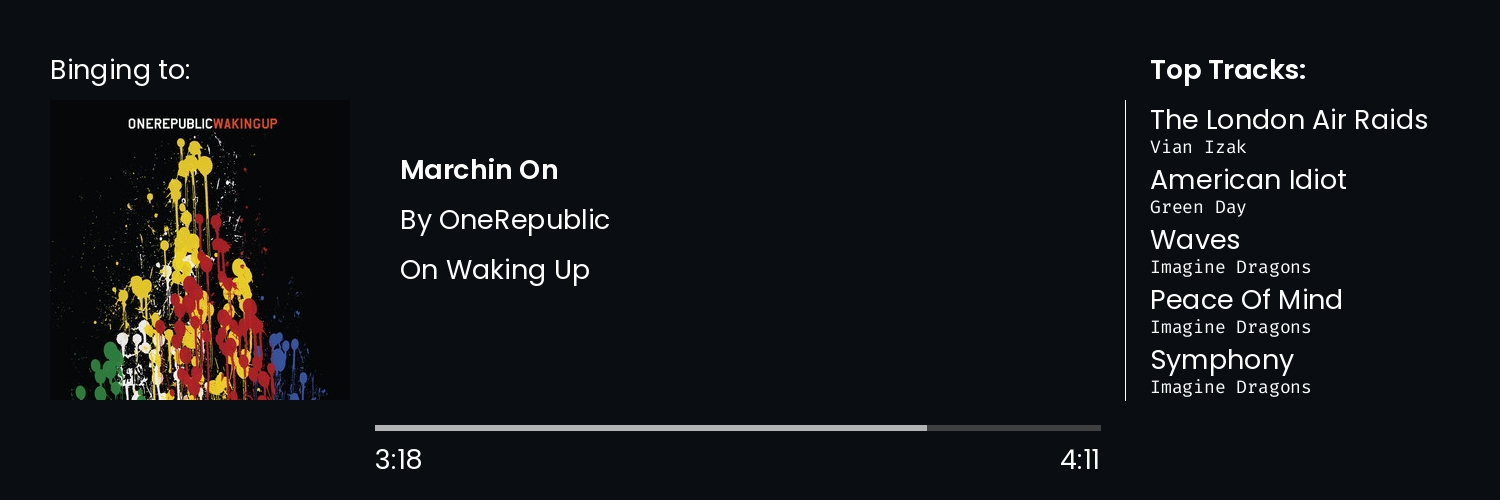 Binging to:
ONEREPUBLICWAKINGUP
Marchin On
By OneRepublic
On Waking Up
3:18
4:11
Top Tracks:
The London Air Raids
Vian Izak
American Idiot
Green Day
Waves
Imagine Dragons
Peace Of Mind
Imagine Dragons
Symphony
Imagine Dragons